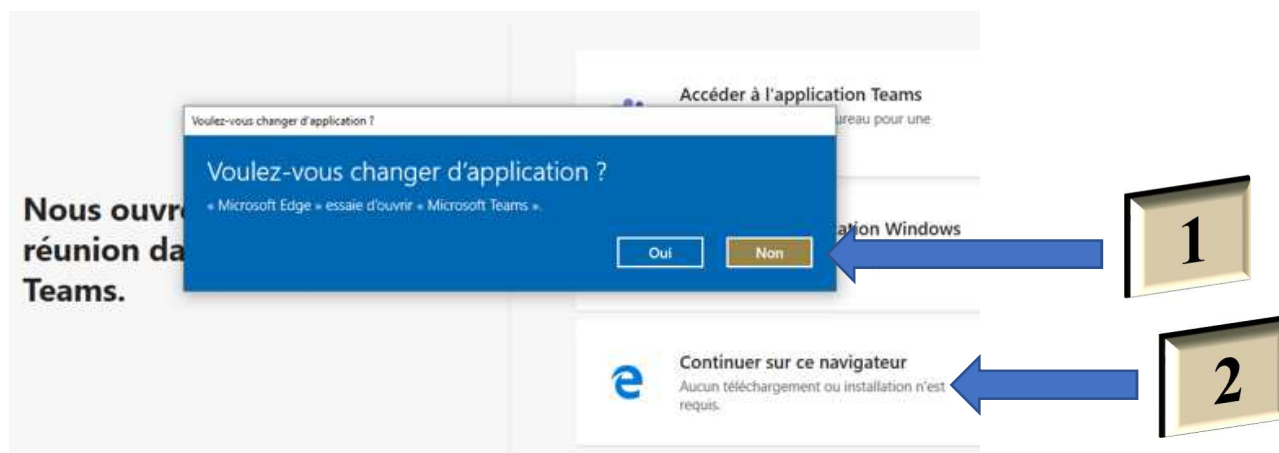 Accéder à l'application Teams
ureau pour une
Voulez-vous changer d'application ?
Voulez-vous changer d'application ?
« Microsoft Edge » essaie d'ouvrir « Microsoft Teams ».
Oui
Non
Nous ouvr
réunion da
Teams.
Windows
1
Continuer sur ce navigateur
Aucun téléchargement ou installation n'est
requis.
2